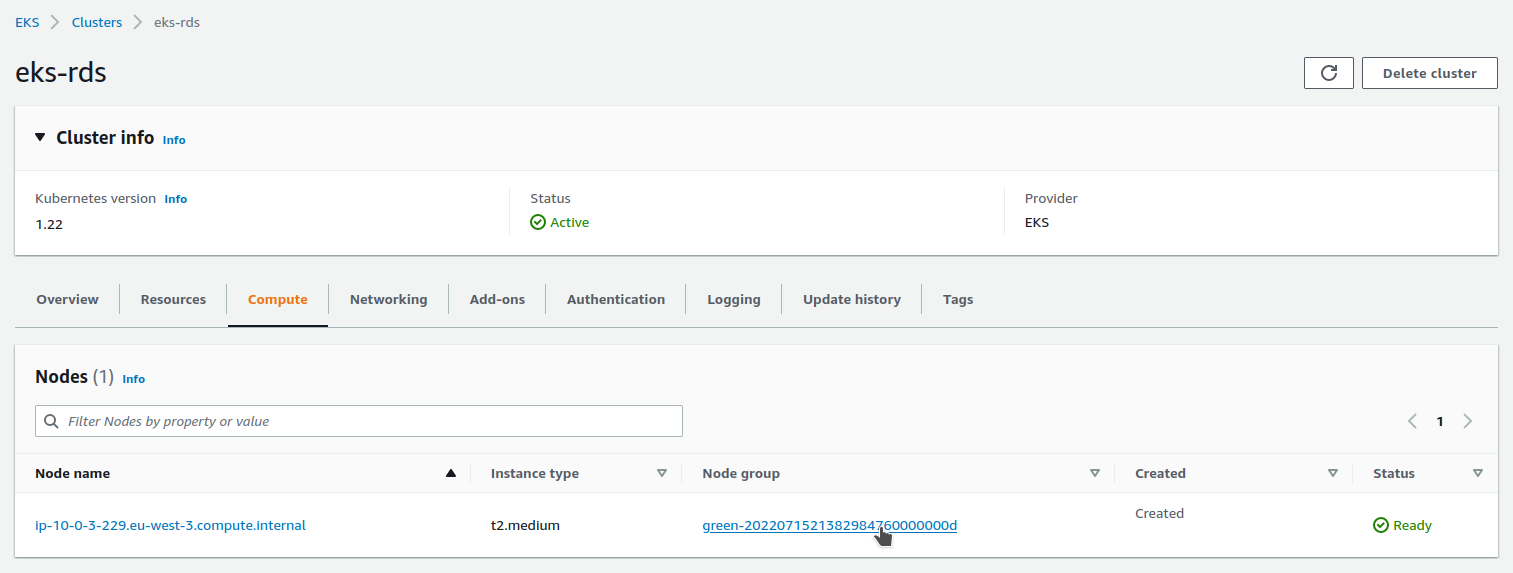 EKS Clusters eks-rds
eks-rds
Delete cluster
Cluster info Info
Kubernetes version Info
1.22
Status
Active
Provider
EKS
Overview Resources Compute Networking Add-ons Authentication Logging Update history Tags
Nodes (1) Info
Filter Nodes by property or value
1
Node name Instance type Node group Created Status
ip-10-0-3-229.eu-west-3.compute.internal t2.medium green-20220715213829847​60000000d Created Ready